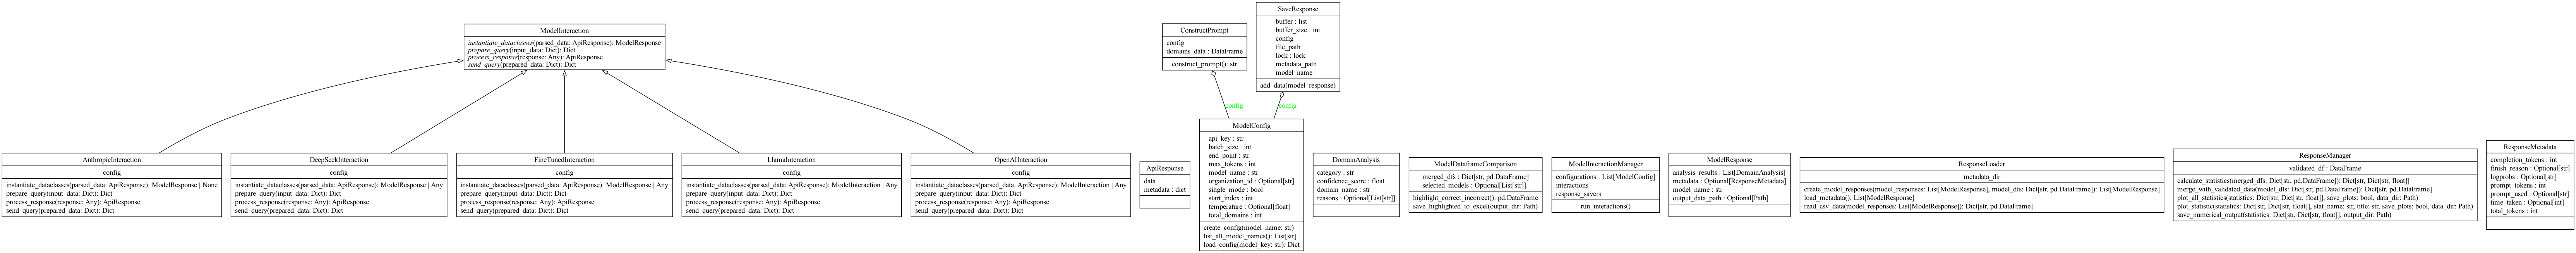 ModelInteraction
instantiate_dataclasses(parsed_data: ApiResponse): ModelResponse
prepare_query(input_data: Dict): Dict
process_response(response: Any): ApiResponse
send_query(prepared_data: Dict): Dict
ConstructPrompt
config
domains_data : DataFrame
construct_prompt(): str
SaveResponse
buffer : list
buffer_size : int
config
file_path
lock : lock
metadata_path
model_name
add_data(model_response)
config
config
AnthropicInteraction
config
instantiate_dataclasses(parsed_data: ApiResponse): ModelResponse | None
prepare_query(input_data: Dict): Dict
process_response(response: Any): ApiResponse
send_query(prepared_data: Dict): Dict
DeepSeekInteraction
config
instantiate_dataclasses(parsed_data: ApiResponse): ModelResponse | Any
prepare_query(input_data: Dict): Dict
process_response(response: Any): ApiResponse
send_query(prepared_data: Dict): Dict
FineTunedInteraction
config
instantiate_dataclasses(parsed_data: ApiResponse): ModelResponse | Any
prepare_query(input_data: Dict): Dict
process_response(response: Any): ApiResponse
send_query(prepared_data: Dict): Dict
LlamaInteraction
config
instantiate_dataclasses(parsed_data: ApiResponse): ModelInteraction | Any
prepare_query(input_data: Dict): Dict
process_response(response: Any): ApiResponse
send_query(prepared_data: Dict): Dict
OpenAIInteraction
config
instantiate_dataclasses(parsed_data: ApiResponse): ModelInteraction | Any
prepare_query(input_data: Dict): Dict
process_response(response: Any): ApiResponse
send_query(prepared_data: Dict): Dict
ApiResponse
data
metadata : dict
ModelConfig
api_key : str
batch_size : int
end_point : str
max_tokens : int
model_name : str
organization_id : Optional[str]
single_mode : bool
start_index : int
temperature : Optional[float]
total_domains : int
create_config(model_name: str)
list_all_model_names(): List[str]
load_config(model_key: str): Dict
DomainAnalysis
category : str
confidence_score : float
domain_name : str
reasons : Optional[List[str]]
ModelDataframeComparison
merged_dfs : Dict[str, pd.DataFrame]
selected_models : Optional[List[str]]
highlight_correct_incorrect(): pd.DataFrame
save_highlighted_to_excel(output_dir: Path)
ModelInteractionManager
configurations : List[ModelConfig]
interactions
response_savers
run_interactions()
ModelResponse
analysis_results : List[DomainAnalysis]
metadata : Optional[ResponseMetadata]
model_name : str
output_data_path : Optional[Path]
ResponseLoader
metadata_dir
create_model_responses(model_responses: List[ModelResponse], model_dfs: Dict[str, pd.DataFrame]): List[ModelResponse]
load_metadata(): List[ModelResponse]
read_csv_data(model_responses: List[ModelResponse]): Dict[str, pd.DataFrame]
ResponseManager
validated_df : DataFrame
calculate_statistics(merged_dfs: Dict[str, pd.DataFrame]): Dict[str, Dict[str, float]]
merge_with_validated_data(model_dfs: Dict[str, pd.DataFrame]): Dict[str, pd.DataFrame]
plot_all_statistics(statistics: Dict[str, Dict[str, float]], save_plots: bool, data_dir: Path)
plot_statistic(statistics: Dict[str, Dict[str, float]], stat_name: str, title: str, save_plots: bool, data_dir: Path)
save_numerical_output(statistics: Dict[str, Dict[str, float]], output_dir: Path)
ResponseMetadata
completion_tokens : int
finish_reason : Optional[str]
logprobs : Optional[str]
prompt_tokens : int
prompt_used : Optional[str]
time_taken : Optional[int]
total_tokens : int